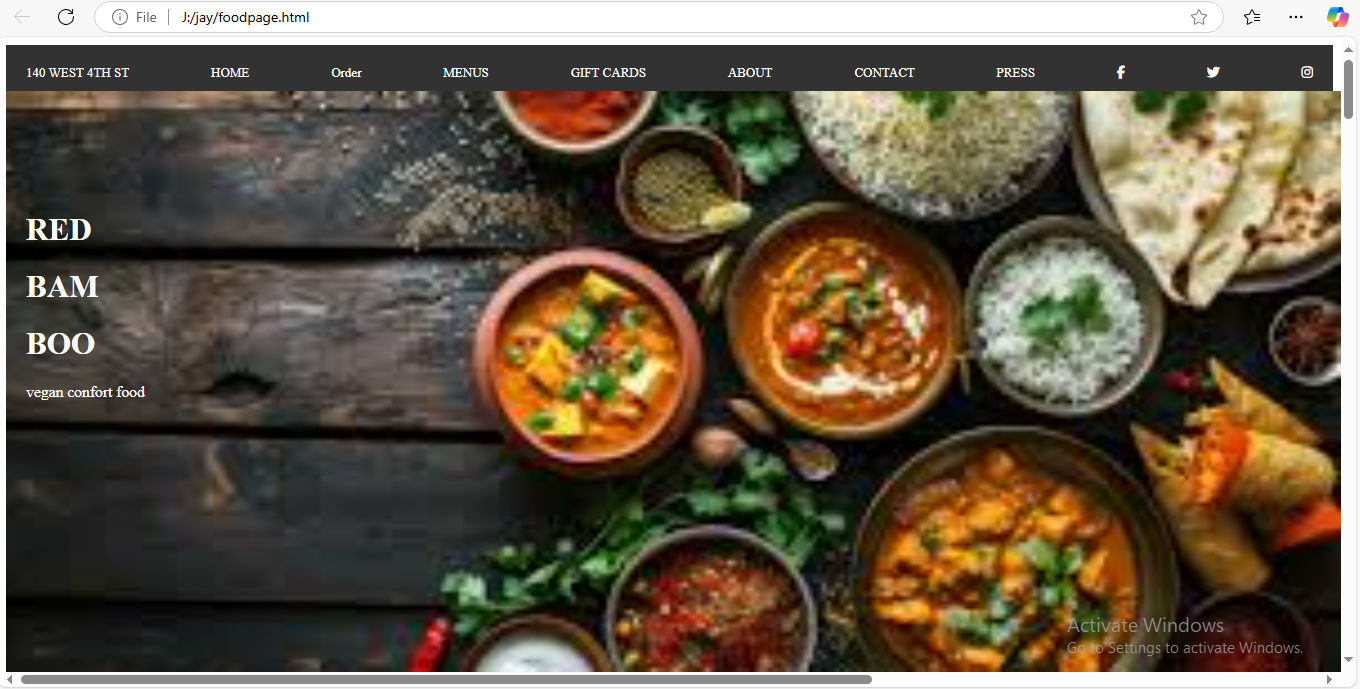 File J:/jay/foodpage.html
140 WEST 4TH ST HOME Order MENUS GIFT CARDS ABOUT CONTACT PRESS
RED
BAM
BOO
vegan confort food
Activate Windows
Go to Settings to activate Windows.